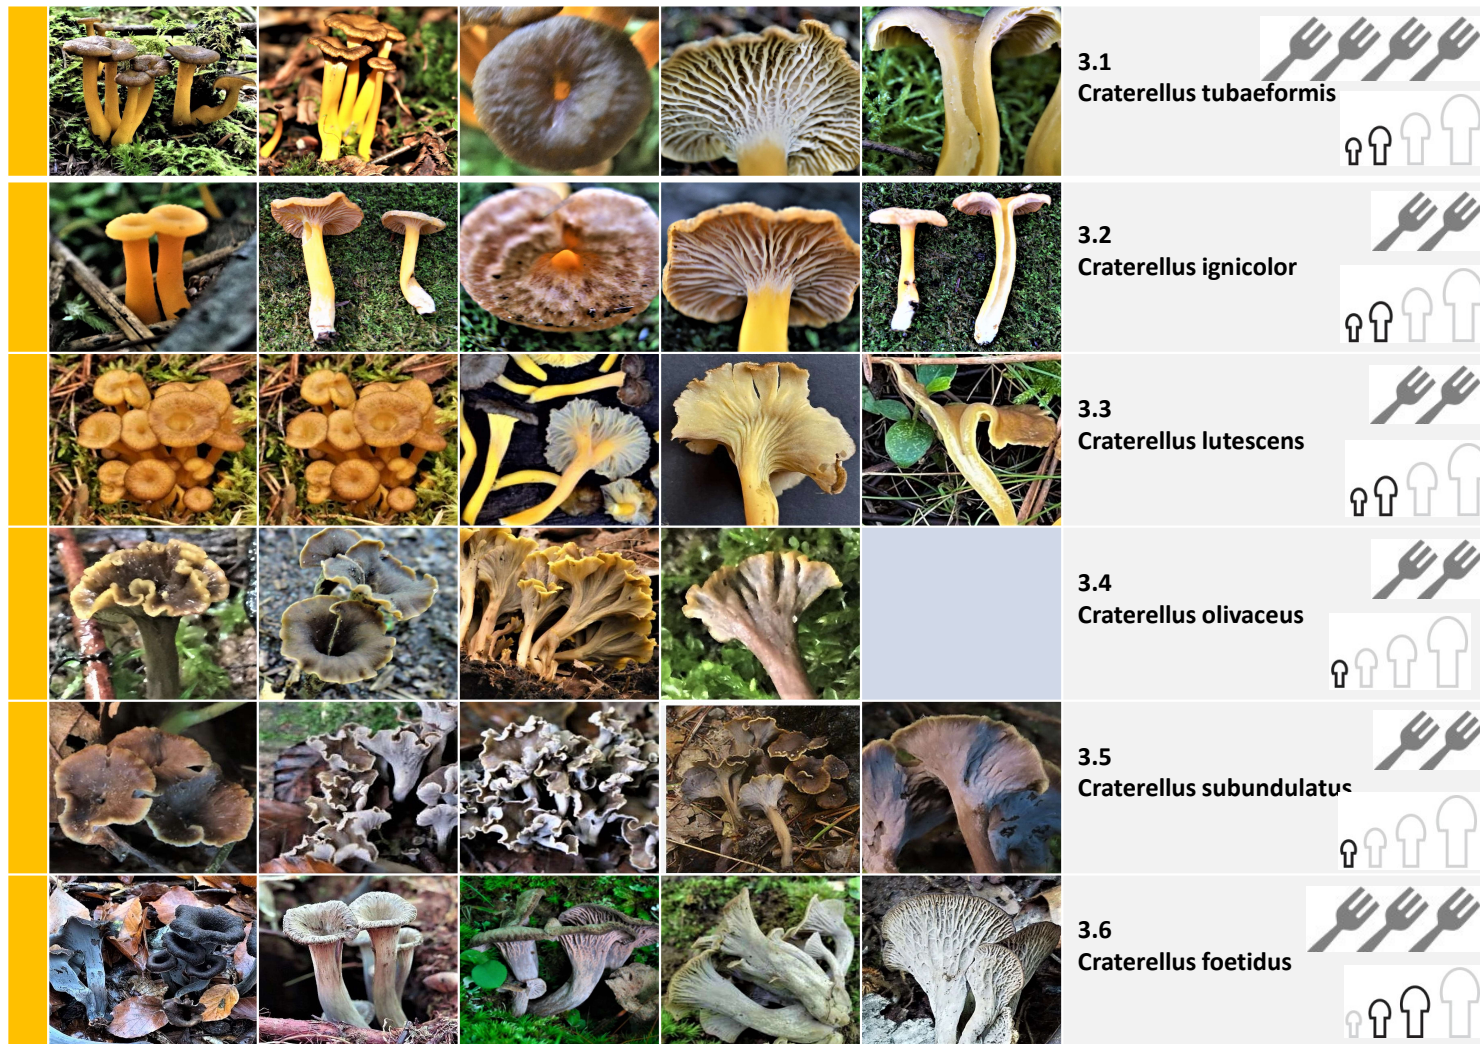 3.1
Craterellus tubaeformis
3.2
Craterellus ignicolor
3.3
Craterellus lutescens
3.4
Craterellus olivaceus
3.5
Craterellus subundulatus
3.6
Craterellus foetidus